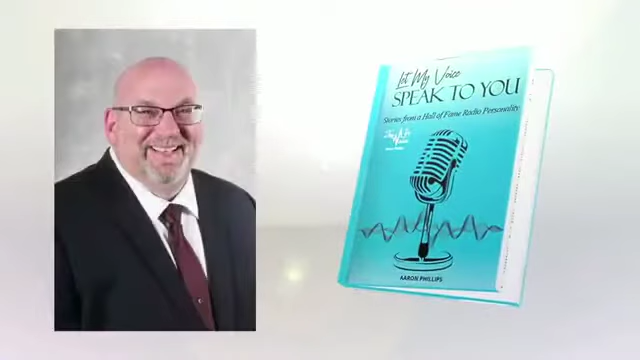 Let My Voice
SPEAK TO YOU
Stories from a Hall of Fame Radio Personality
AARON PHILLIPS